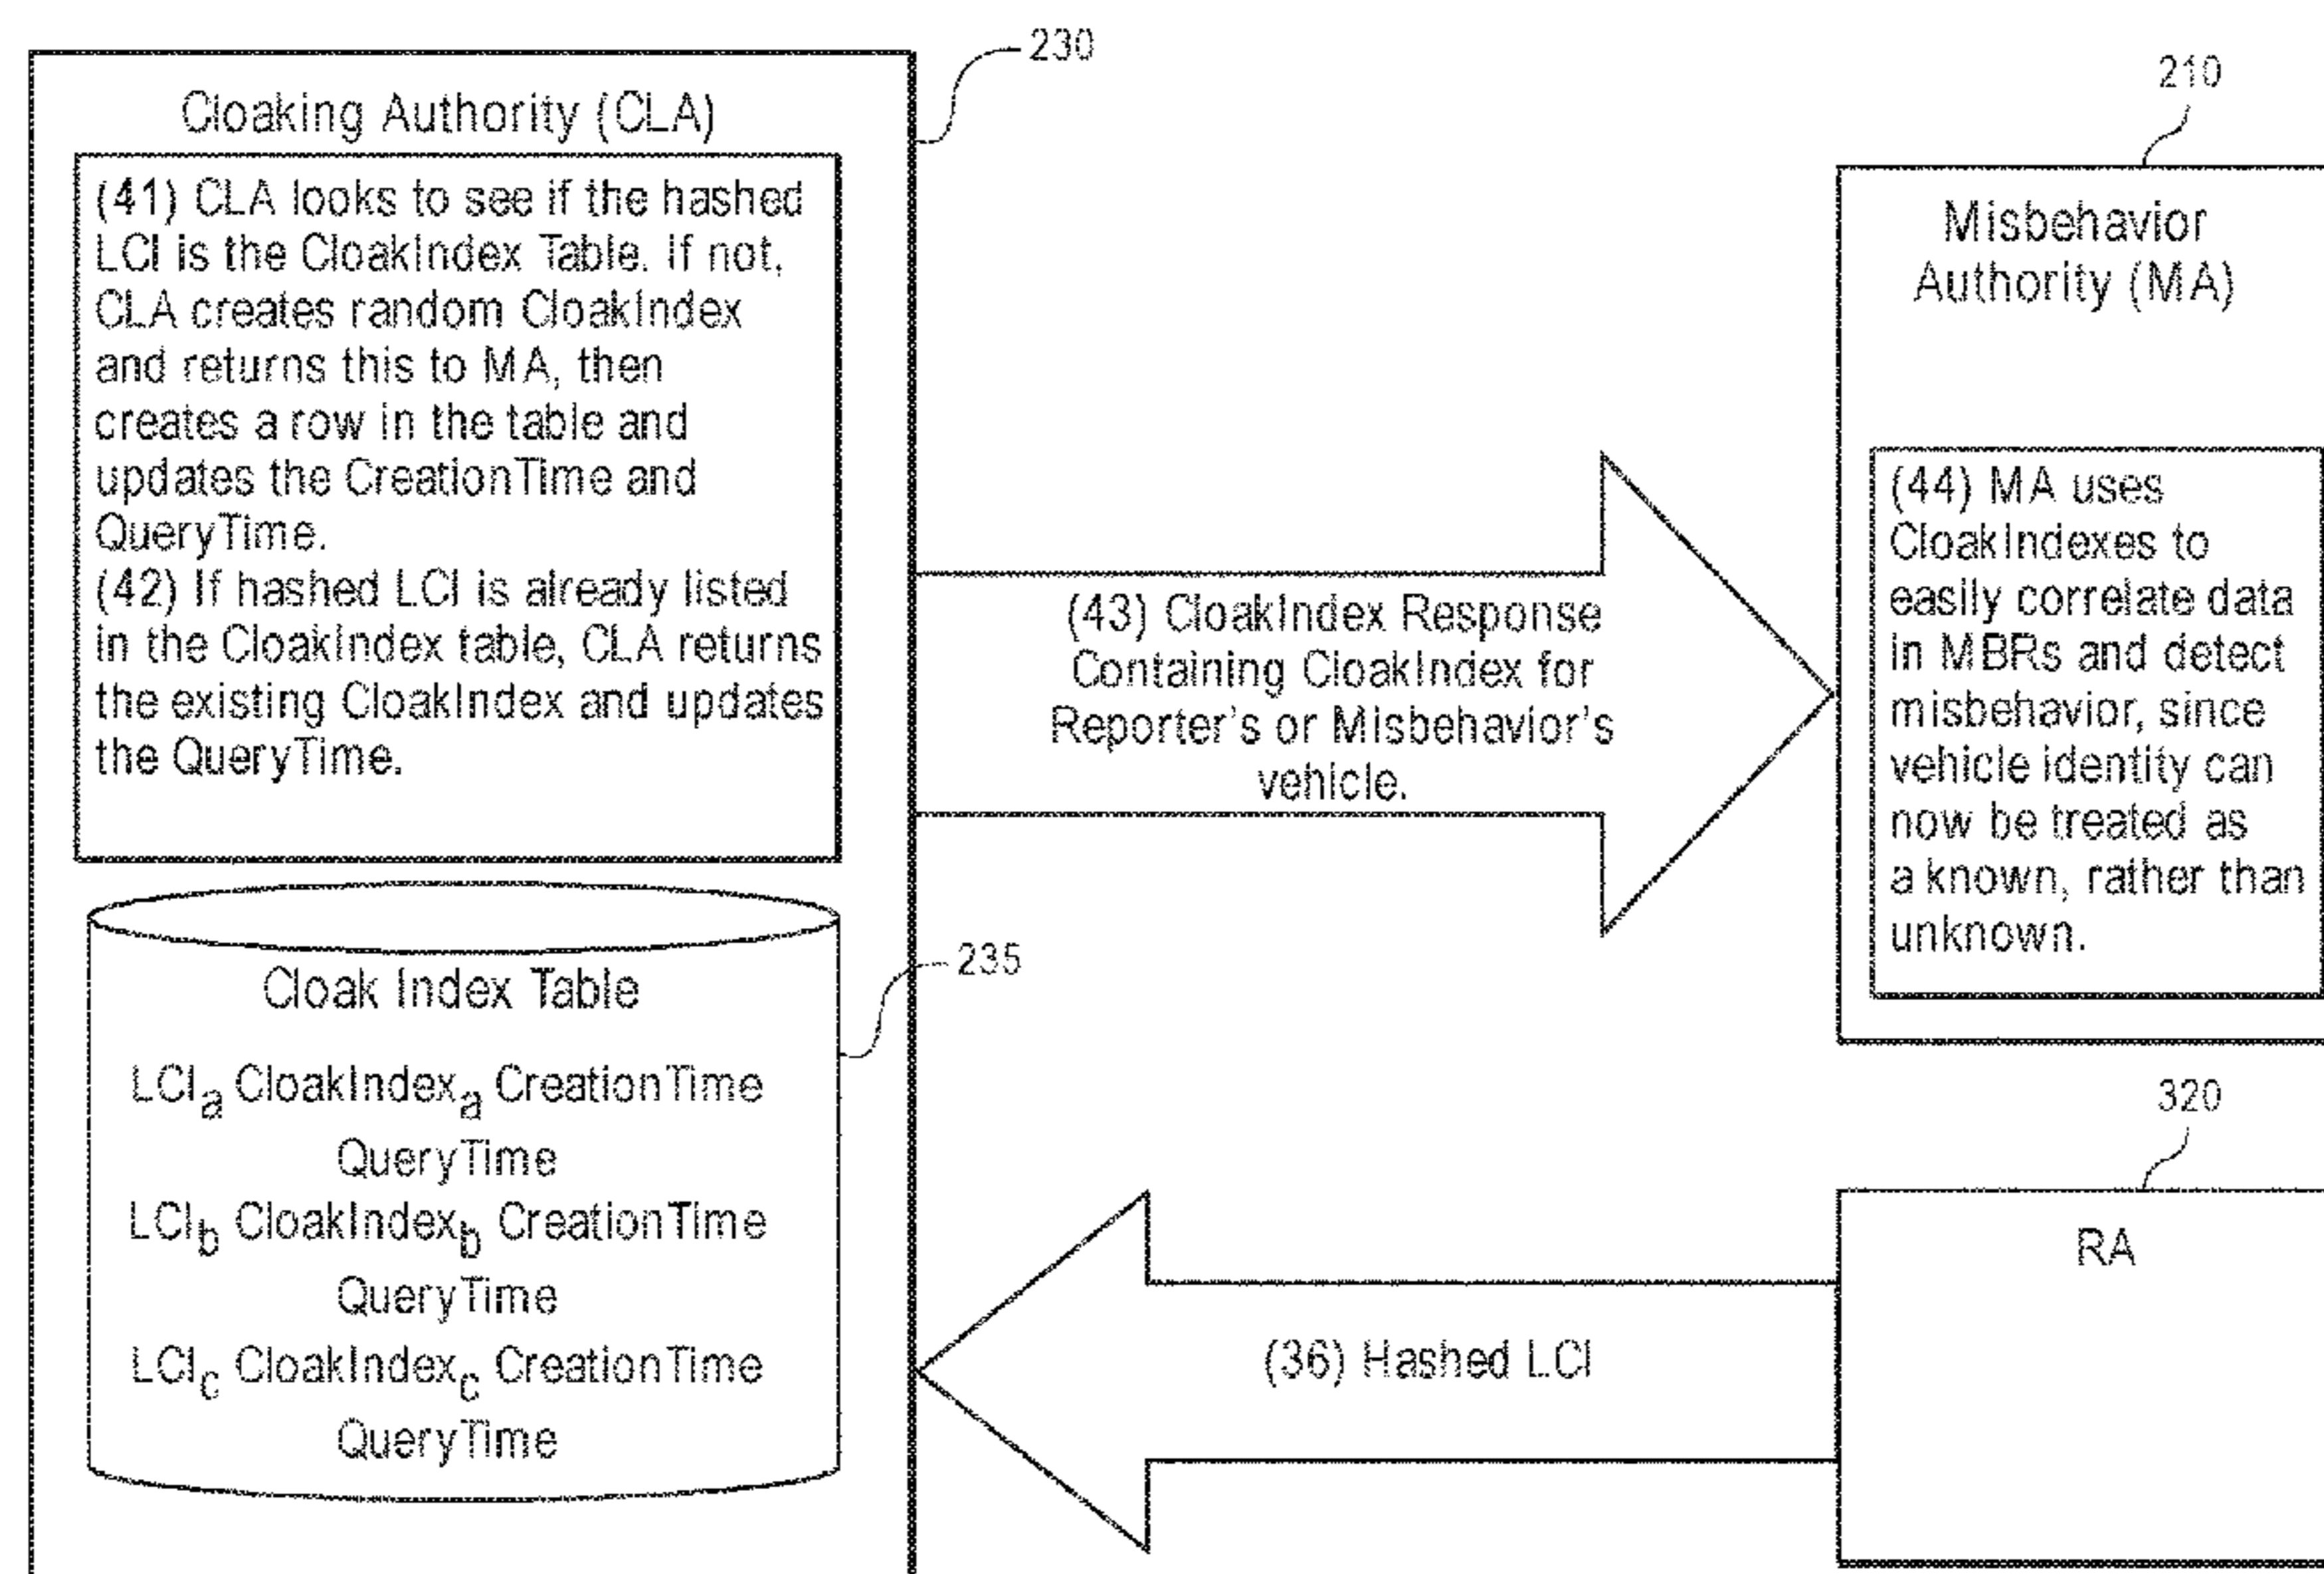 230
Cloaking Authority (CLA)
(41) CLA looks to see if the hashed
LCI is the CloakIndex Table. If not,
CLA creates random CloakIndex
and returns this to MA, then
creates a row in the table and
updates the CreationTime and
QueryTime.
(42) If hashed LCI is already listed
in the CloakIndex table, CLA returns
the existing CloakIndex and updates
the QueryTime.
Cloak Index Table
235
LCIa CloakIndexa CreationTime
QueryTime
LCIb CloakIndexb CreationTime
QueryTime
LCIc CloakIndexc CreationTime
QueryTime
(43) CloakIndex Response
Containing CloakIndex for
Reporter's or Misbehavior's
vehicle.
210
Misbehavior
Authority (MA)
(44) MA uses
CloakIndexes to
easily correlate data
in MBRs and detect
misbehavior, since
vehicle identity can
now be treated as
a known, rather than
unknown.
320
RA
(36) Hashed LCI